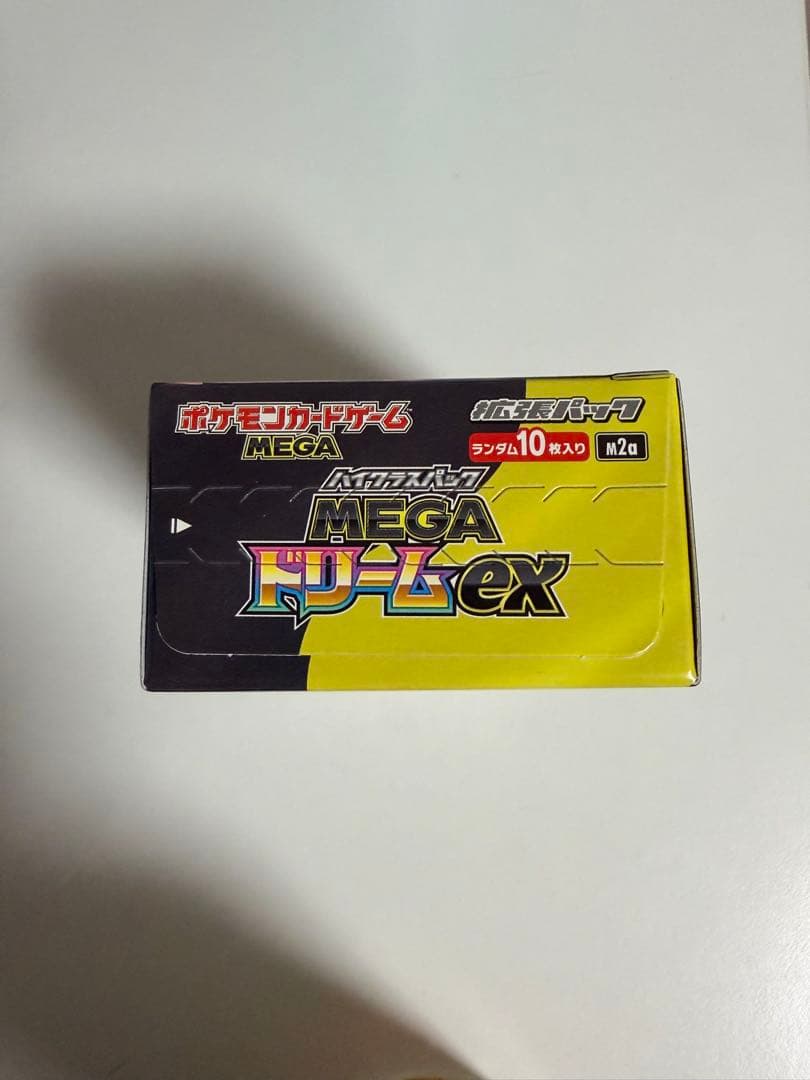 ポケモンカードゲーム
MEGA
拡張パック
ランダム10枚入り M2a
ハイクラスパック
MEGA
ドリームex